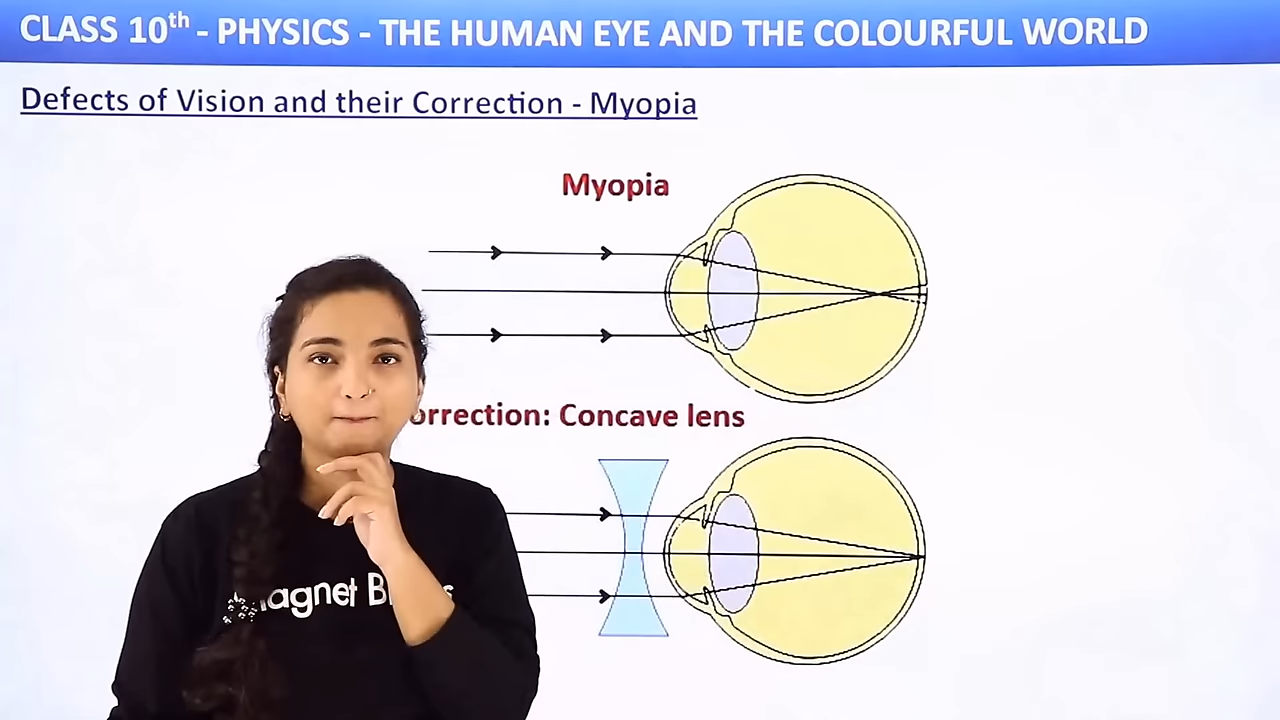 CLASS 10th - PHYSICS - THE HUMAN EYE AND THE COLOURFUL WORLD
Defects of Vision and their Correction - Myopia
Myopia
orrection: Concave lens
agnet B s